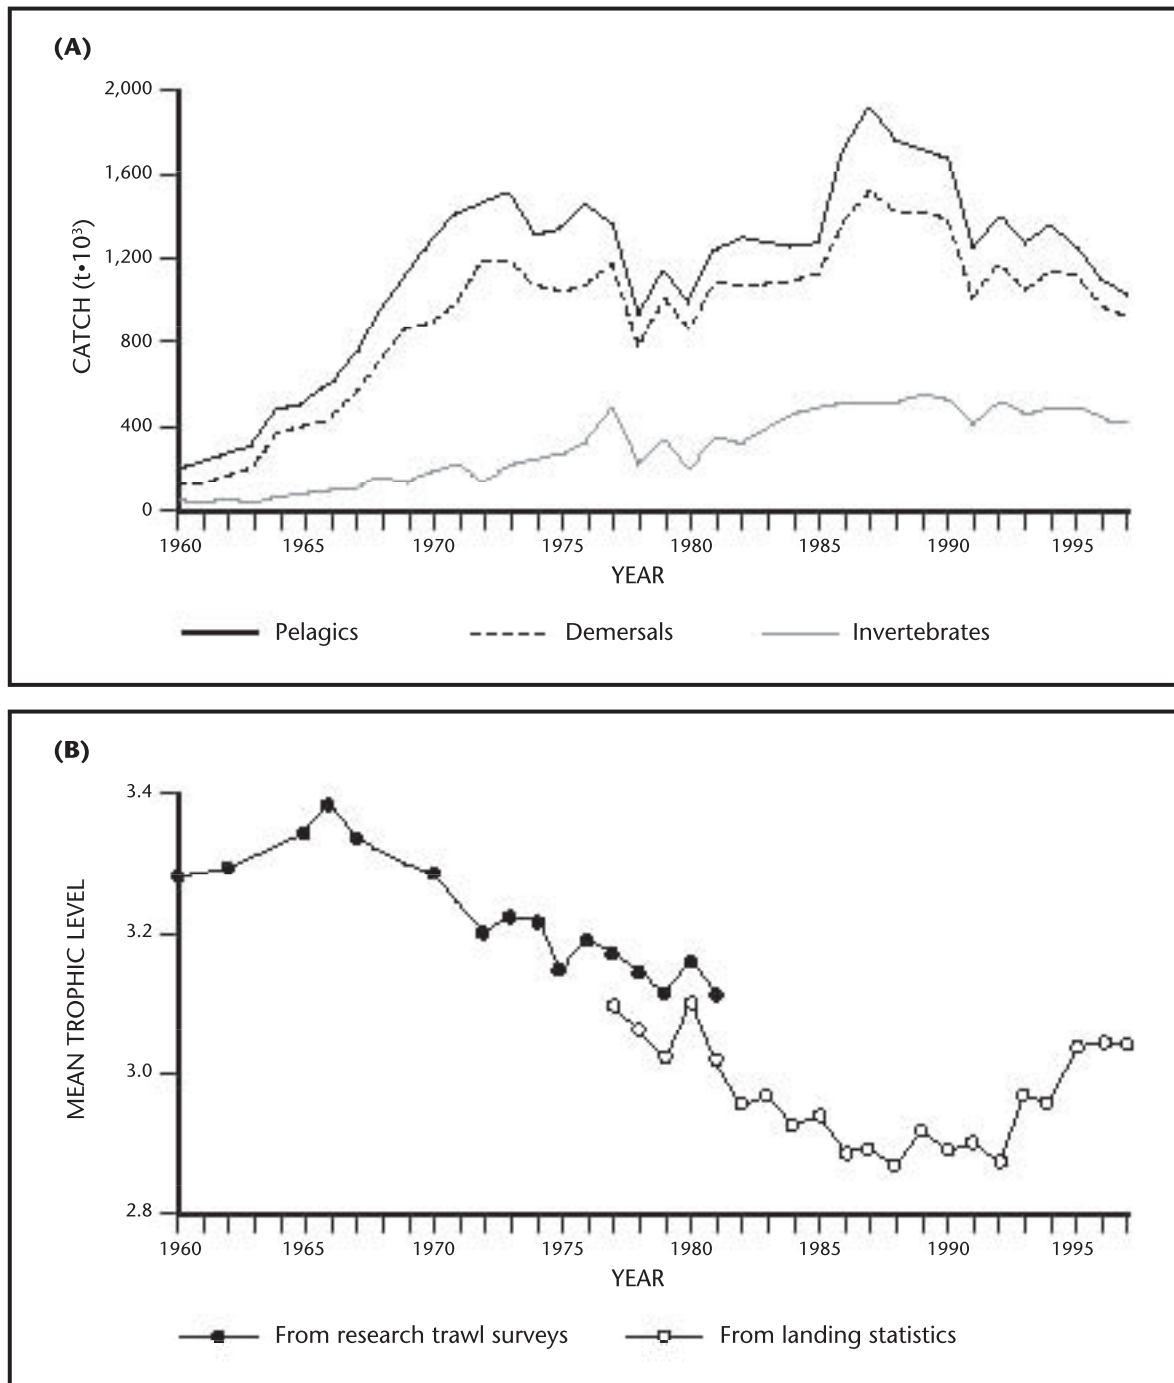 (A)
2,000
1,600
1,200
800
400
0
CATCH (t•10³)
1960 1965 1970 1975 1980 1985 1990 1995
YEAR
Pelagics Demersals Invertebrates
(B)
3.4
3.2
3.0
2.8
MEAN TROPHIC LEVEL
1960 1965 1970 1975 1980 1985 1990 1995
YEAR
From research trawl surveys From landing statistics